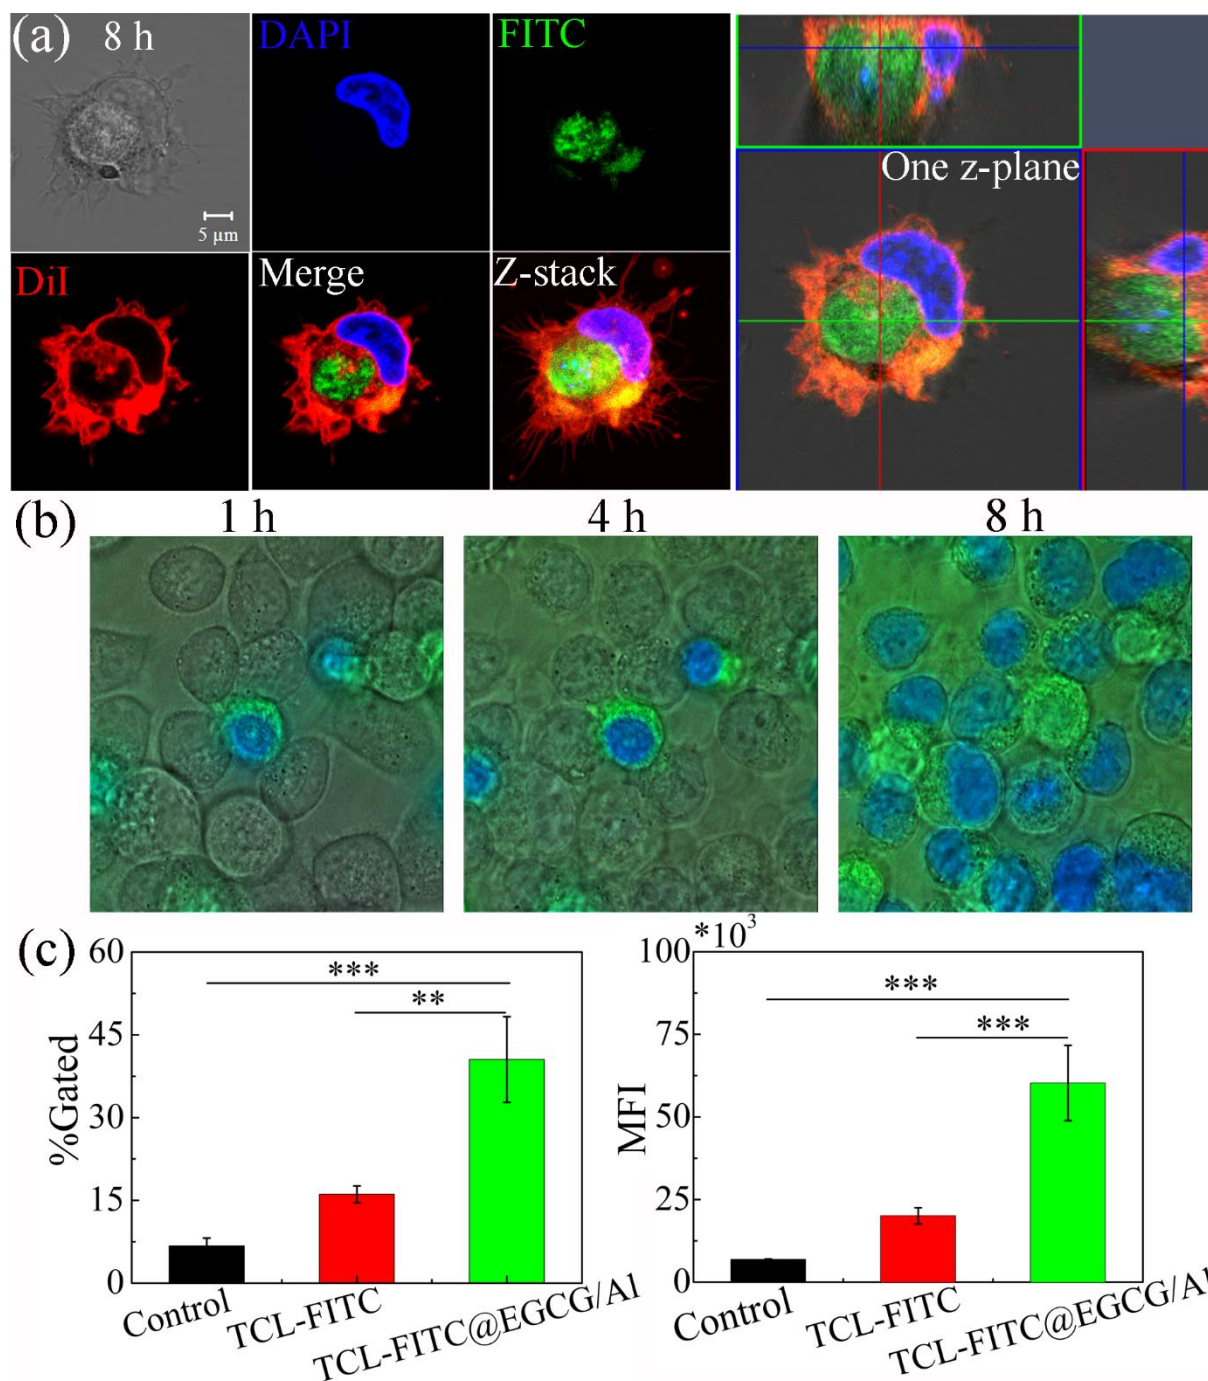 (a) 8 h DAPI FITC
5 μm
One z-plane
DiI Merge Z-stack
(b) 1 h 4 h 8 h
(c)
60
45
30
15
0
%Gated
***
**
Control TCL-FITC TCL-FITC@EGCG/Al
100 *10³
75
50
25
0
MFI
***
***
Control TCL-FITC TCL-FITC@EGCG/Al